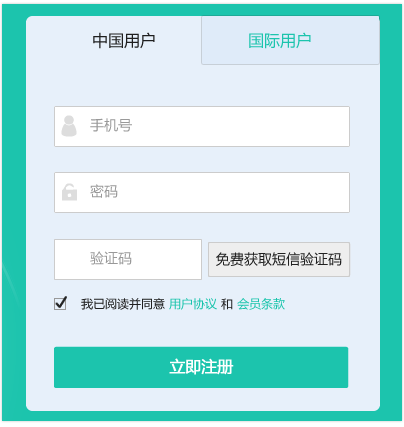 中国用户 国际用户
手机号
密码
验证码 免费获取短信验证码
我已阅读并同意 用户协议 和 会员条款
立即注册